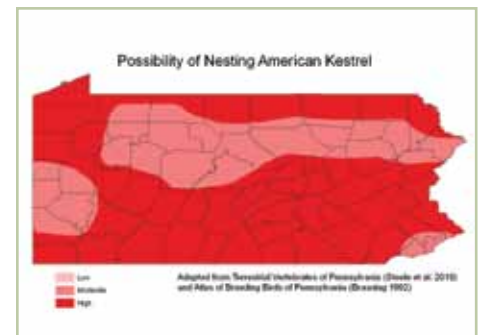 Possibility of Nesting American Kestrel
Low
Moderate
High
Adapted from Terrestrial Vertebrates of Pennsylvania (Steele et al. 2010)
and Atlas of Breeding Birds of Pennsylvania (Brauning 1992)